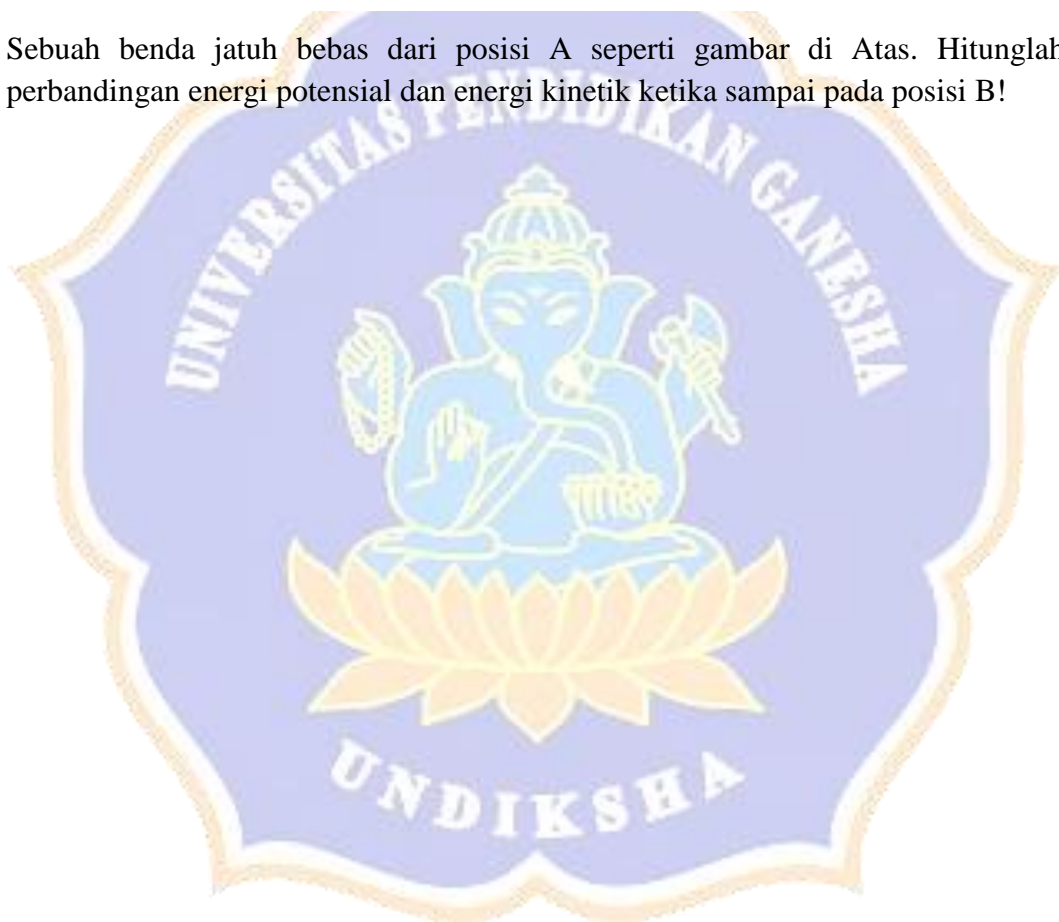 Sebuah benda jatuh bebas dari posisi A seperti gambar di Atas. Hitunglah
perbandingan energi potensial dan energi kinetik ketika sampai pada posisi B!
UNIVERSITAS PENDIDIKAN GANESHA
UNDIKSHA